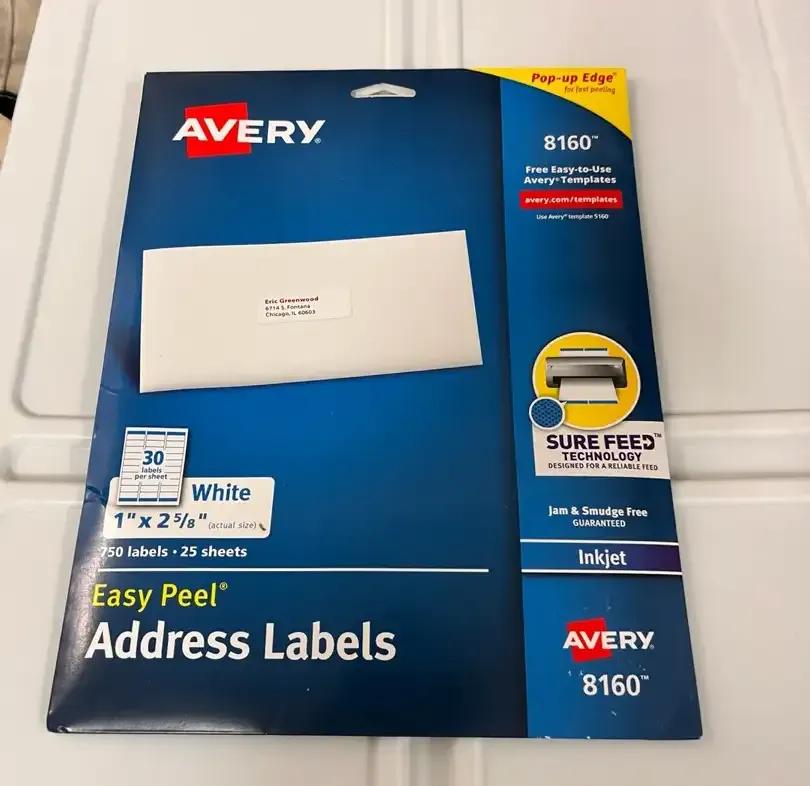 AVERY®
Pop-up Edge®
for fast peeling
8160™
Free Easy-to-Use
Avery® Templates
avery.com/templates
Use Avery® template 5160
Eric Greenwood
6714 S. Fontana
Chicago, IL 60603
SURE FEED™
TECHNOLOGY
DESIGNED FOR A RELIABLE FEED
30
labels
per sheet
White
1" x 2 5/8" (actual size)
750 labels • 25 sheets
Jam & Smudge Free
GUARANTEED
Inkjet
Easy Peel®
Address Labels
AVERY®
8160™